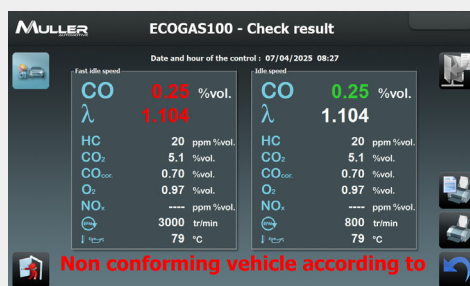 MULLER
AUTOMOTIVE
ECOGAS100 - Check result
Date and hour of the control : 07/04/2025 08:27
Fast idle speed
CO 0.25 %vol.
λ 1.104
HC 20 ppm %vol.
CO₂ 5.1 %vol.
COcor. 0.70 %vol.
O₂ 0.97 %vol.
NOₓ ---- ppm %vol.
3000 tr/min
79 °C
Idle speed
CO 0.25 %vol.
λ 1.104
HC 20 ppm %vol.
CO₂ 5.1 %vol.
COcor. 0.70 %vol.
O₂ 0.97 %vol.
NOₓ ---- ppm vol.
800 tr/min
79 °C
Non conforming vehicle according to